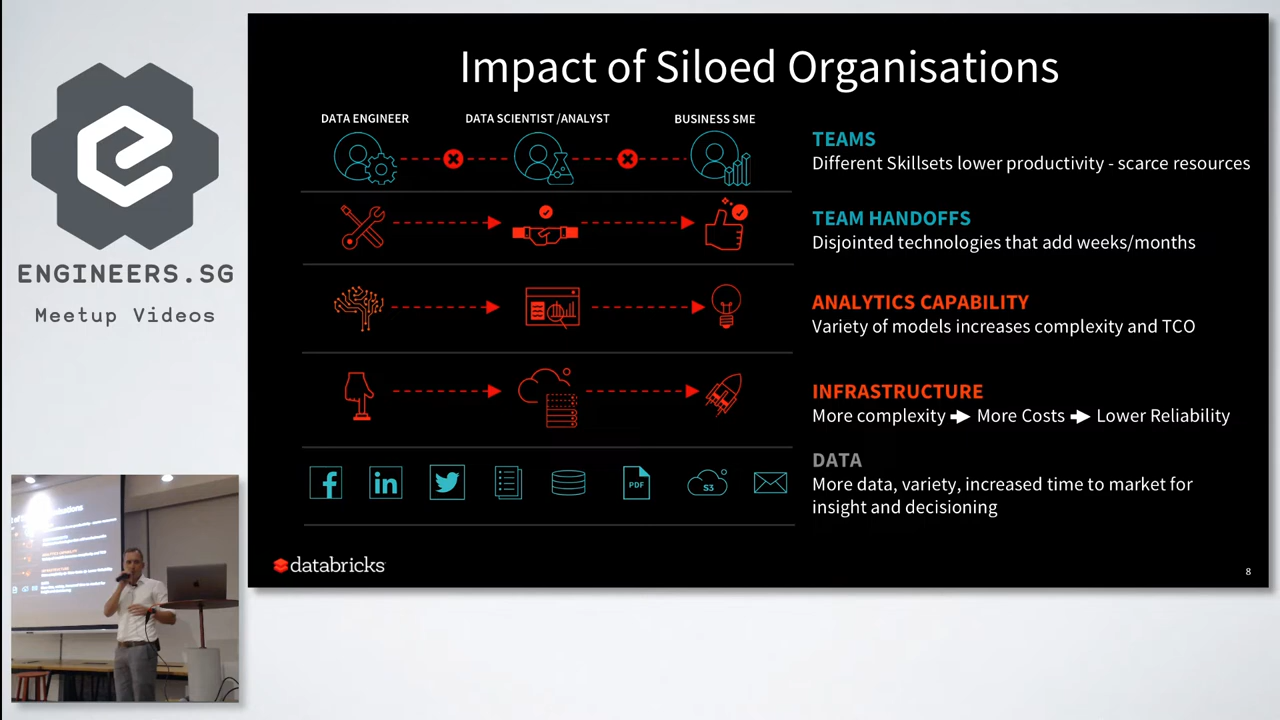 ENGINEERS.SG
Meetup Videos
Impact of Siloed Organisations
DATA ENGINEER
DATA SCIENTIST /ANALYST
BUSINESS SME
TEAMS
Different Skillsets lower productivity - scarce resources
TEAM HANDOFFS
Disjointed technologies that add weeks/months
ANALYTICS CAPABILITY
Variety of models increases complexity and TCO
INFRASTRUCTURE
More complexity More Costs Lower Reliability
f
in
PDF
S3
DATA
More data, variety, increased time to market for
insight and decisioning
databricks
8